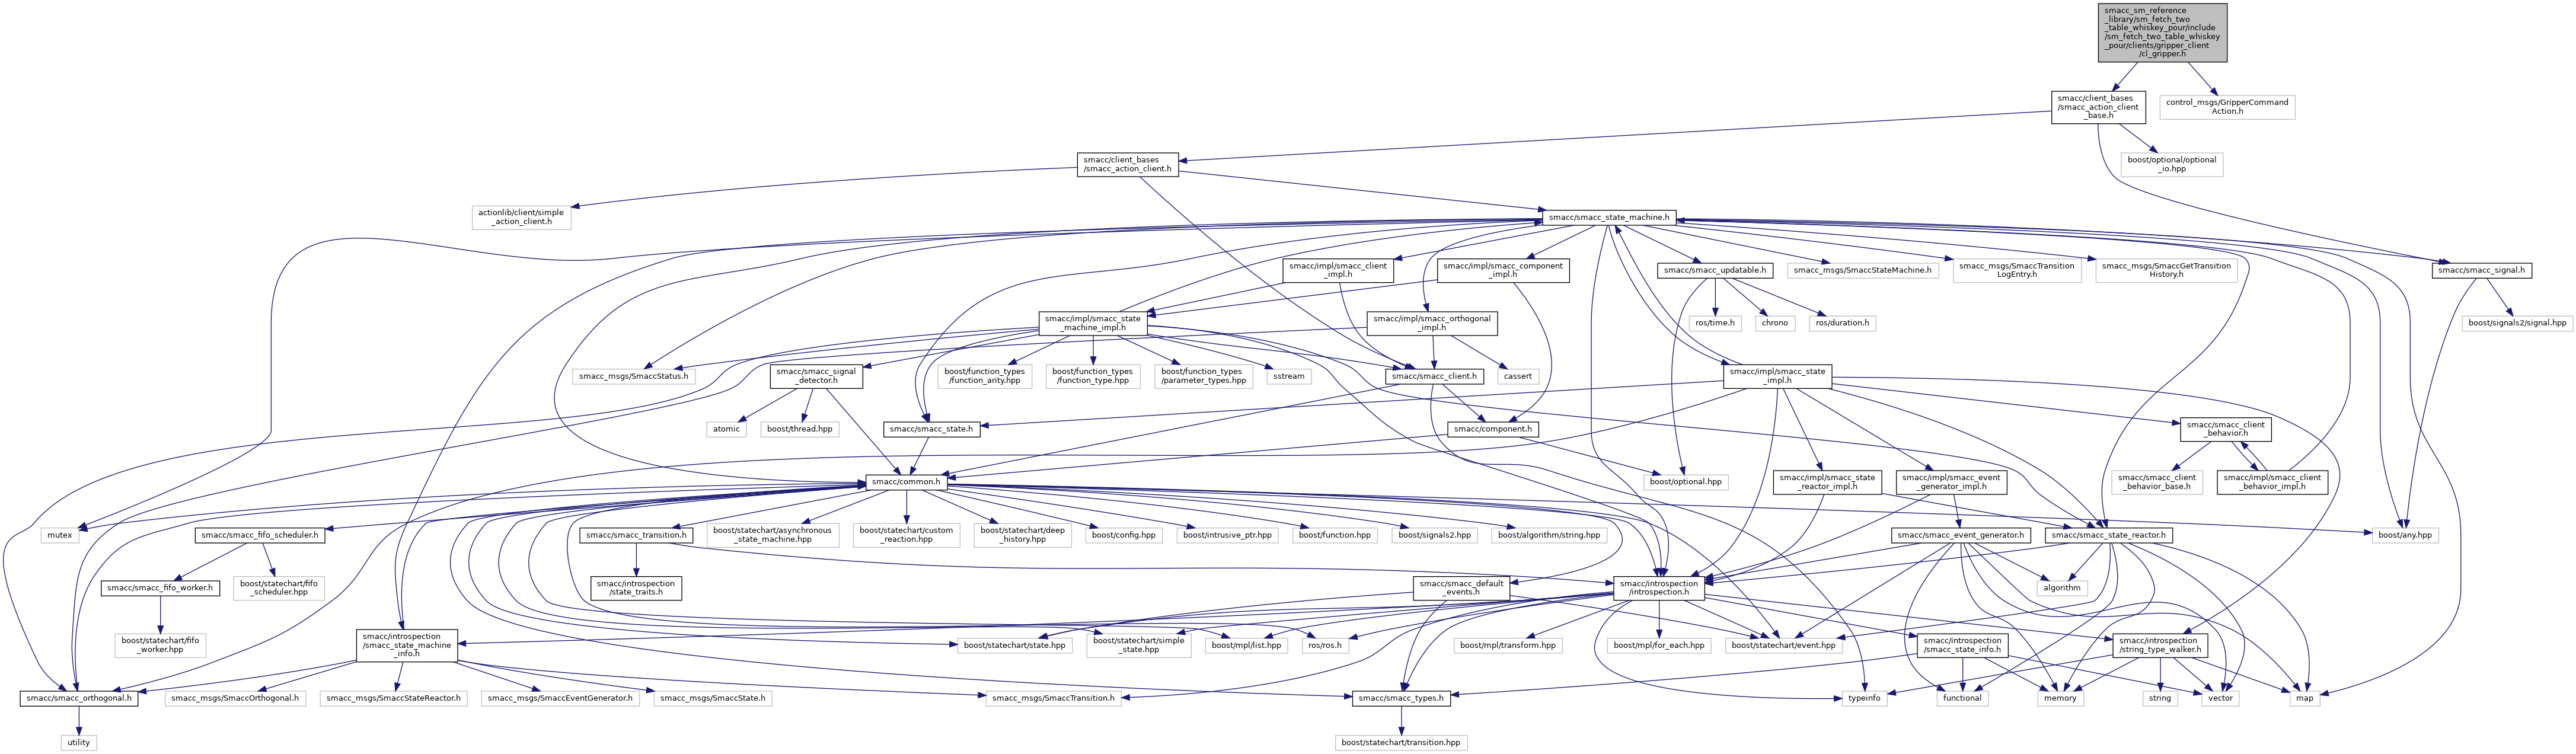 smacc_sm_reference
_library/sm_fetch_two
_table_whiskey_pour/include
/sm_fetch_two_table_whiskey
_pour/clients/gripper_client
/cl_gripper.h
smacc/client_bases
/smacc_action_client
_base.h
control_msgs/GripperCommand
Action.h
smacc/client_bases
/smacc_action_client.h
boost/optional/optional
_io.hpp
actionlib/client/simple
_action_client.h
smacc/smacc_state_machine.h
smacc/impl/smacc_client
_impl.h
smacc/impl/smacc_component
_impl.h
smacc/smacc_updatable.h
smacc_msgs/SmaccStateMachine.h
smacc_msgs/SmaccTransition
LogEntry.h
smacc_msgs/SmaccGetTransition
History.h
smacc/smacc_signal.h
smacc/impl/smacc_state
_machine_impl.h
smacc/impl/smacc_orthogonal
_impl.h
ros/time.h
chrono
ros/duration.h
boost/signals2/signal.hpp
smacc_msgs/SmaccStatus.h
smacc/smacc_signal
_detector.h
boost/function_types
/function_arity.hpp
boost/function_types
/function_type.hpp
boost/function_types
/parameter_types.hpp
sstream
smacc/smacc_client.h
cassert
smacc/impl/smacc_state
_impl.h
atomic
boost/thread.hpp
smacc/smacc_state.h
smacc/component.h
smacc/smacc_client
_behavior.h
smacc/common.h
boost/optional.hpp
smacc/impl/smacc_state
_reactor_impl.h
smacc/impl/smacc_event
_generator_impl.h
smacc/smacc_client
_behavior_base.h
smacc/impl/smacc_client
_behavior_impl.h
mutex
smacc/smacc_fifo_scheduler.h
smacc/smacc_transition.h
boost/statechart/asynchronous
_state_machine.hpp
boost/statechart/custom
_reaction.hpp
boost/statechart/deep
_history.hpp
boost/config.hpp
boost/intrusive_ptr.hpp
boost/function.hpp
boost/signals2.hpp
boost/algorithm/string.hpp
smacc/smacc_event_generator.h
smacc/smacc_state_reactor.h
boost/any.hpp
smacc/smacc_fifo_worker.h
boost/statechart/fifo
_scheduler.hpp
smacc/introspection
/state_traits.h
smacc/smacc_default
_events.h
smacc/introspection
/introspection.h
algorithm
boost/statechart/fifo
_worker.hpp
smacc/introspection
/smacc_state_machine
_info.h
boost/statechart/state.hpp
boost/statechart/simple
_state.hpp
boost/mpl/list.hpp
ros/ros.h
boost/mpl/transform.hpp
boost/mpl/for_each.hpp
boost/statechart/event.hpp
smacc/introspection
/smacc_state_info.h
smacc/introspection
/string_type_walker.h
smacc/smacc_orthogonal.h
smacc_msgs/SmaccOrthogonal.h
smacc_msgs/SmaccStateReactor.h
smacc_msgs/SmaccEventGenerator.h
smacc_msgs/SmaccState.h
smacc_msgs/SmaccTransition.h
smacc/smacc_types.h
typeinfo
functional
memory
string
vector
map
utility
boost/statechart/transition.hpp